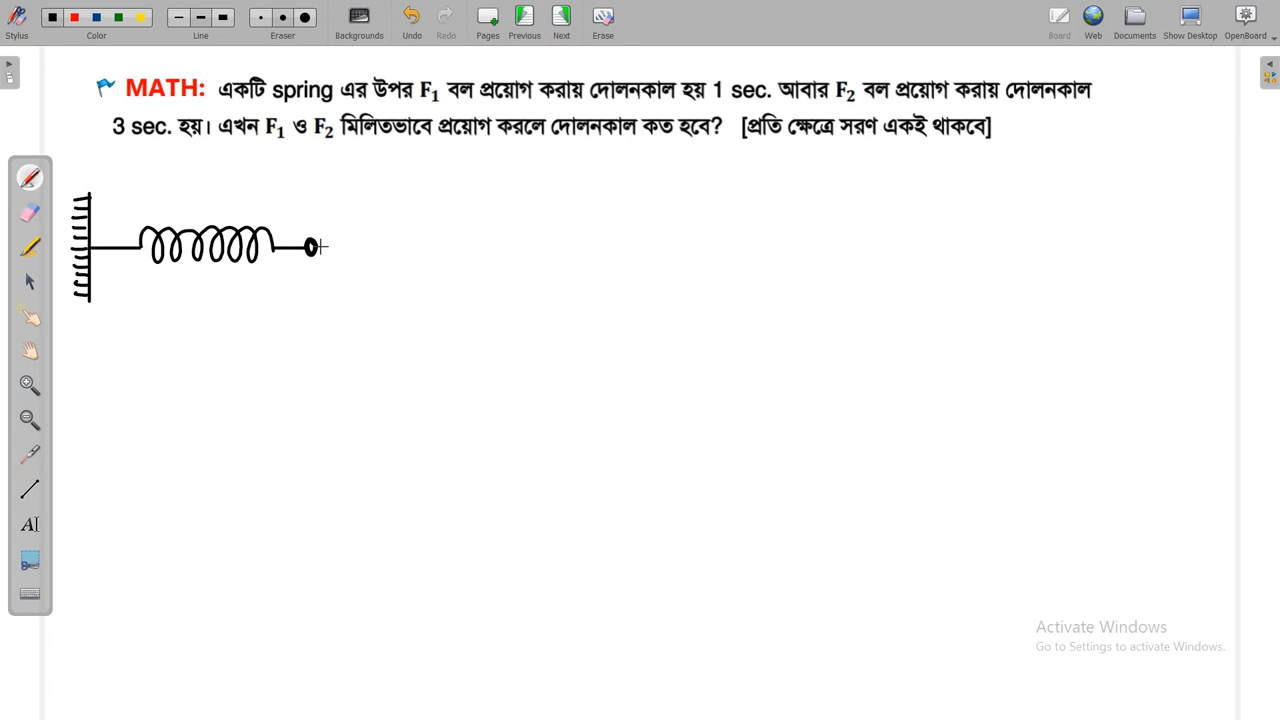 Stylus Color Line Eraser Backgrounds Undo Redo Pages Previous Next Erase Board Web Documents Show Desktop OpenBoard
MATH: একটি spring এর উপর F₁ বল প্রয়োগ করায় দোলনকাল হয় 1 sec. আবার F₂ বল প্রয়োগ করায় দোলনকাল
3 sec. হয়। এখন F₁ ও F₂ মিলিতভাবে প্রয়োগ করলে দোলনকাল কত হবে? [প্রতি ক্ষেত্রে সরণ একই থাকবে]
A
Activate Windows
Go to Settings to activate Windows.